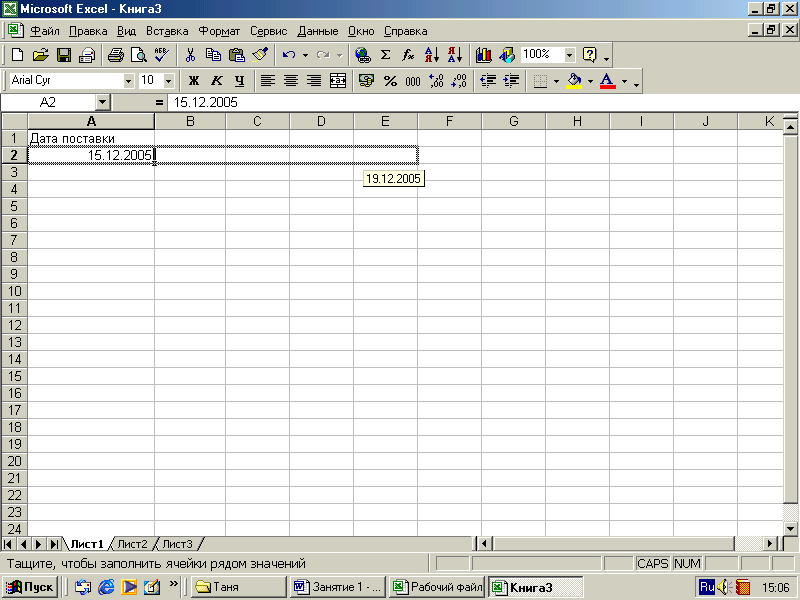 Microsoft Excel - Книга3
Файл Правка Вид Вставка Формат Сервис Данные Окно Справка
100%
Arial Cyr 10 Ж К Ч
A2 = 15.12.2005
A B C D E F G H I J K
1 Дата поставки
2 15.12.2005
3 19.12.2005
4
5
6
7
8
9
10
11
12
13
14
15
16
17
18
19
20
21
22
23
24
Лист1 Лист2 Лист3
Тащите, чтобы заполнить ячейки рядом значений CAPS NUM
Пуск Таня Занятие 1 - ... Рабочий файл Книга3 Ru 15:06